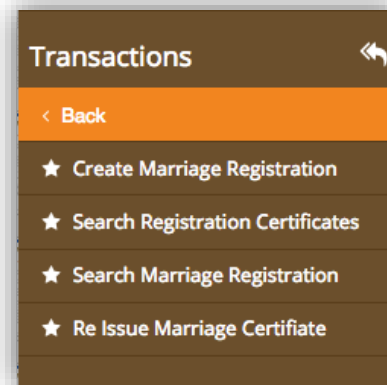 Transactions
Back
Create Marriage Registration
Search Registration Certificates
Search Marriage Registration
Re Issue Marriage Certifiate